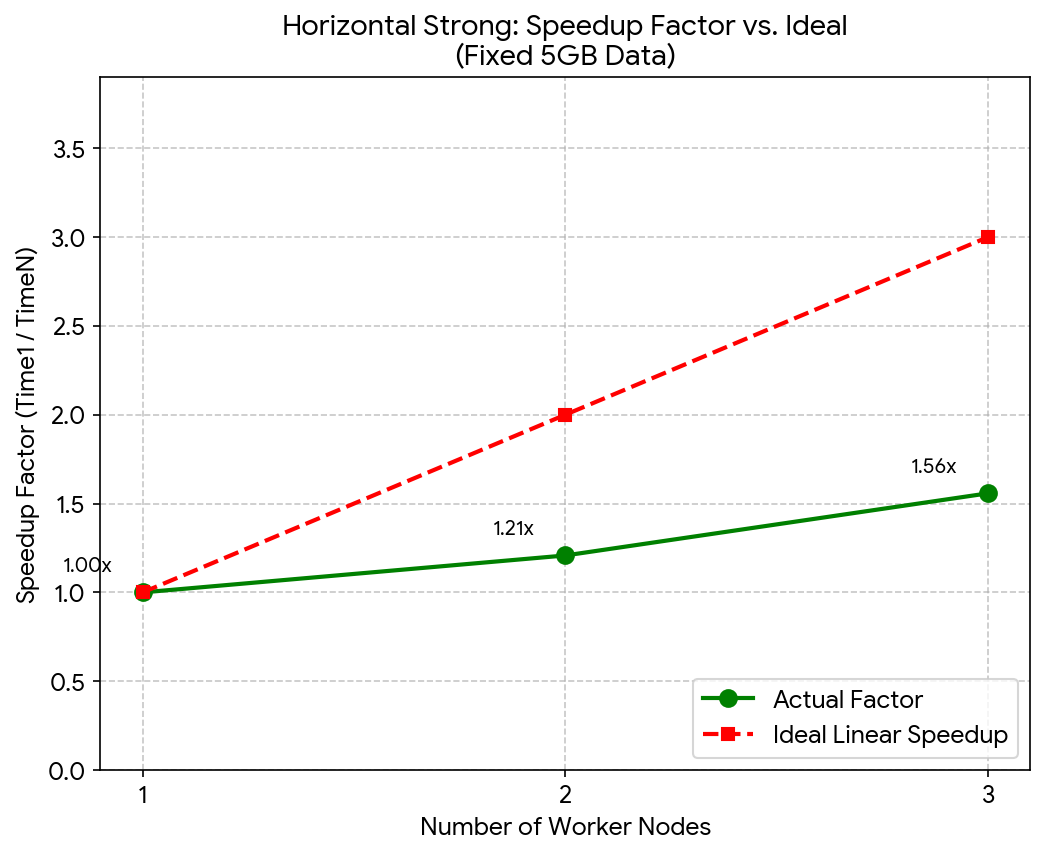 Horizontal Strong: Speedup Factor vs. Ideal
(Fixed 5GB Data)
Speedup Factor (Time1 / TimeN)
3.5
3.0
2.5
2.0
1.5
1.0
0.5
0.0
1.00x
1.21x
1.56x
Actual Factor
Ideal Linear Speedup
1
2
3
Number of Worker Nodes